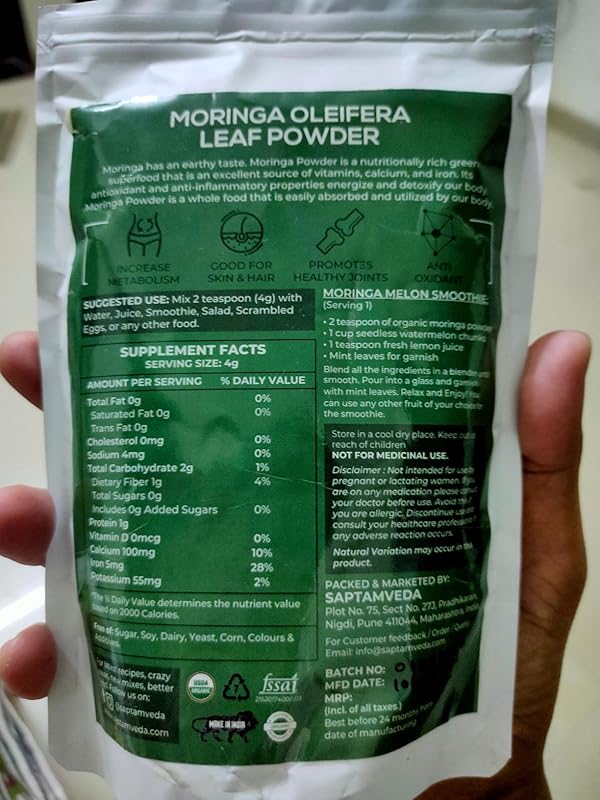 MORINGA OLEIFERA
LEAF POWDER
Moringa has an earthy taste. Moringa Powder is a nutritionally rich green
superfood that is an excellent source of vitamins, calcium, and iron. Its
antioxidant and anti-inflammatory properties energize and detoxify our body.
Moringa Powder is a whole food that is easily absorbed and utilized by our body.
INCREASE
METABOLISM
GOOD FOR
SKIN & HAIR
PROMOTES
HEALTHY JOINTS
ANTI
OXIDANT
SUGGESTED USE: Mix 2 teaspoon (4g) with
Water, Juice, Smoothie, Salad, Scrambled
Eggs, or any other food.
SUPPLEMENT FACTS
SERVING SIZE: 4g
AMOUNT PER SERVING % DAILY VALUE
Total Fat 0g 0%
Saturated Fat 0g 0%
Trans Fat 0g
Cholesterol 0mg 0%
Sodium 4mg 0%
Total Carbohydrate 2g 1%
Dietary Fiber 1g 4%
Total Sugars 0g
Includes 0g Added Sugars 0%
Protein 1g
Vitamin D 0mcg 0%
Calcium 100mg 10%
Iron 5mg 28%
Potassium 55mg 2%
*The % Daily Value determines the nutrient value
based on 2000 Calories.
Free of: Sugar, Soy, Dairy, Yeast, Corn, Colours &
Additives.
recipes, crazy
new mixes, better
follow us on:
saptamveda
USDA
ORGANIC
7
fssai
MAKE IN INDIA
MORINGA MELON SMOOTHIE:
(Serving 1)
• 2 teaspoon of organic moringa powder
• 1 cup seedless watermelon chunks
• 1 teaspoon fresh lemon juice
• Mint leaves for garnish
Blend all the ingredients in a blender until
smooth. Pour into a glass and garnish
with mint leaves. Relax and Enjoy! You
can use any other fruit of your choice for
the smoothie.
Store in a cool dry place. Keep out of
reach of children
NOT FOR MEDICINAL USE.
Disclaimer : Not intended for use by
pregnant or lactating women. If you
are on any medication please consult
your doctor before use. Avoid if
you are allergic. Discontinue use and
consult your healthcare professional if
any adverse reaction occurs.
Natural Variation may occur in this
product.
PACKED & MARKETED BY:
SAPTAMVEDA
Plot No. 75, Sect No. 273, Pradhikaran,
Nigdi, Pune 411044, Maharashtra, India
For Customer feedback / Order / Query
Email: info@saptamveda.com
BATCH NO:
MFD DATE:
MRP:
(Incl. of all taxes.)
Best before 24 months from
date of manufacturing